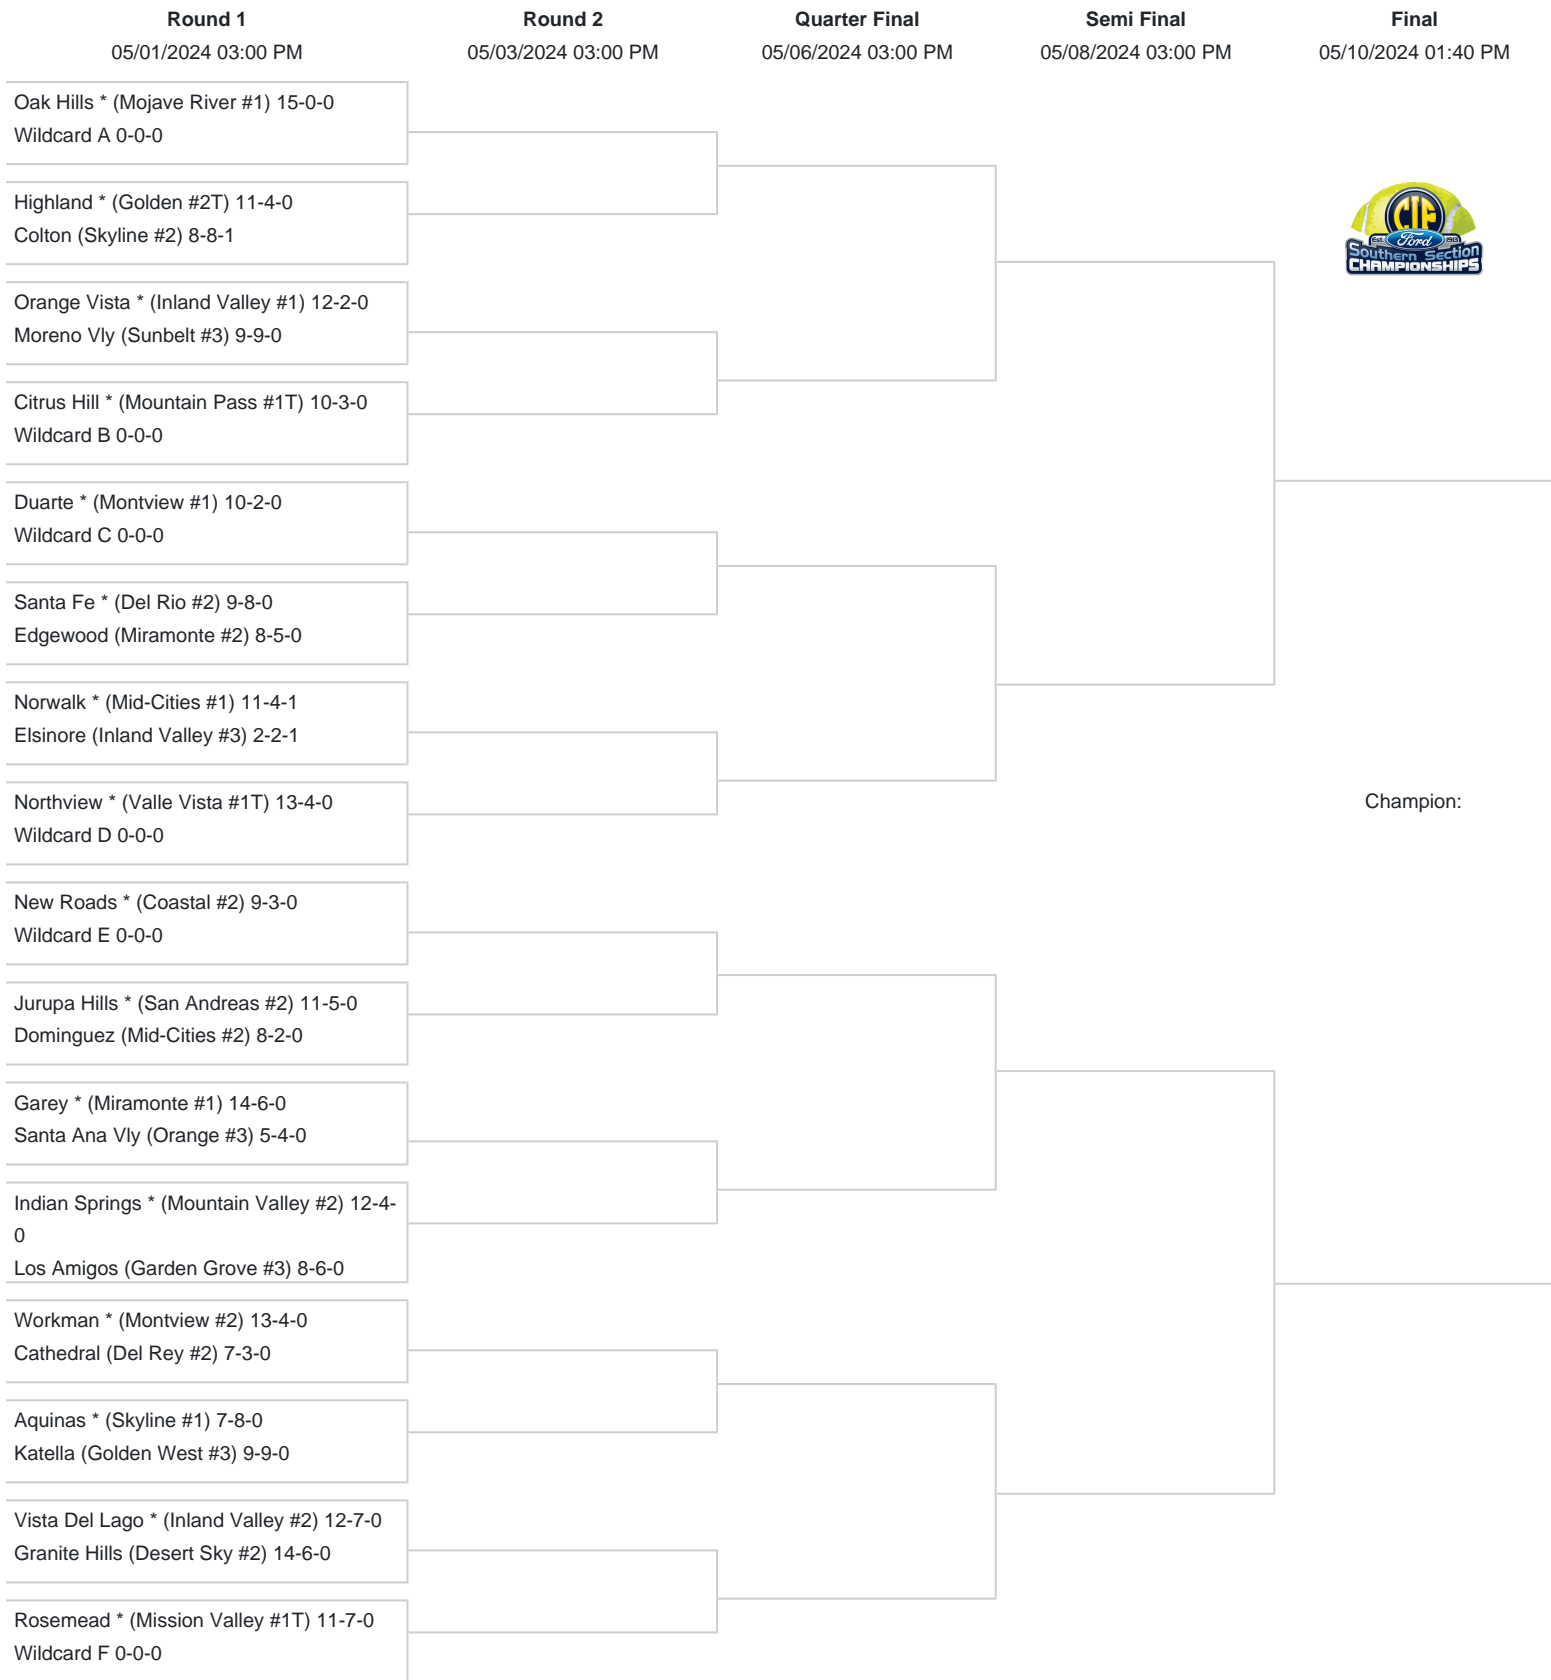 Round 1
05/01/2024 03:00 PM
Round 2
05/03/2024 03:00 PM
Quarter Final
05/06/2024 03:00 PM
Semi Final
05/08/2024 03:00 PM
Final
05/10/2024 01:40 PM
Oak Hills * (Mojave River #1) 15-0-0
Wildcard A 0-0-0
Highland * (Golden #2T) 11-4-0
Colton (Skyline #2) 8-8-1
Orange Vista * (Inland Valley #1) 12-2-0
Moreno Vly (Sunbelt #3) 9-9-0
Citrus Hill * (Mountain Pass #1T) 10-3-0
Wildcard B 0-0-0
Duarte * (Montview #1) 10-2-0
Wildcard C 0-0-0
Santa Fe * (Del Rio #2) 9-8-0
Edgewood (Miramonte #2) 8-5-0
Norwalk * (Mid-Cities #1) 11-4-1
Elsinore (Inland Valley #3) 2-2-1
Northview * (Valle Vista #1T) 13-4-0
Wildcard D 0-0-0
New Roads * (Coastal #2) 9-3-0
Wildcard E 0-0-0
Jurupa Hills * (San Andreas #2) 11-5-0
Dominguez (Mid-Cities #2) 8-2-0
Garey * (Miramonte #1) 14-6-0
Santa Ana Vly (Orange #3) 5-4-0
Indian Springs * (Mountain Valley #2) 12-4-
0
Los Amigos (Garden Grove #3) 8-6-0
Workman * (Montview #2) 13-4-0
Cathedral (Del Rey #2) 7-3-0
Aquinas * (Skyline #1) 7-8-0
Katella (Golden West #3) 9-9-0
Vista Del Lago * (Inland Valley #2) 12-7-0
Granite Hills (Desert Sky #2) 14-6-0
Rosemead * (Mission Valley #1T) 11-7-0
Wildcard F 0-0-0
CIF
Est. Ford 1913
Southern Section
CHAMPIONSHIPS
Champion: